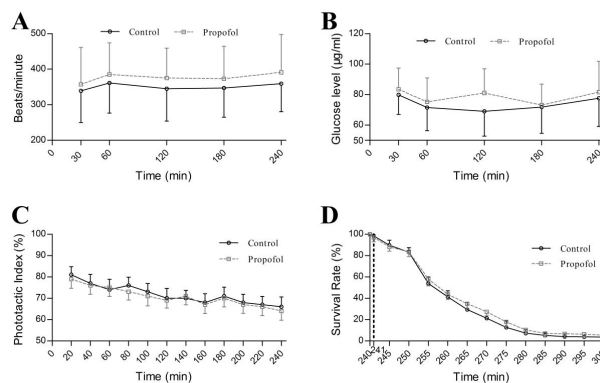 A
Control
Propofol
Beats/minute
500
400
300
200
0
30
60
120
180
240
Time (min)
B
Control
Propofol
Glucose level (μg/ml)
120
100
80
60
50
0
30
60
120
180
240
Time (min)
C
Control
Propofol
Phototactic Index (%)
100
90
80
70
60
50
0
20
40
60
80
100
120
140
160
180
200
220
240
Time (min)
D
Control
Propofol
Survival Rate (%)
100
80
60
40
20
0
240
241
245
250
255
260
265
270
275
280
285
290
295
Time (min)